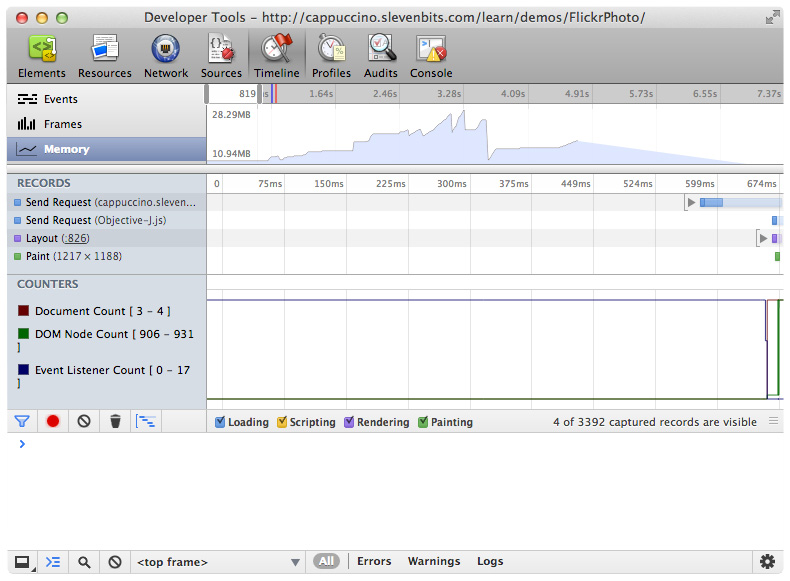 Developer Tools - http://cappuccino.slevenbits.com/learn/demos/FlickrPhoto/
Elements Resources Network Sources Timeline Profiles Audits Console
Events
Frames
Memory
819 1.64s 2.46s 3.28s 4.09s 4.91s 5.73s 6.55s 7.37s
28.29MB
10.94MB
RECORDS
0 75ms 150ms 225ms 300ms 375ms 449ms 524ms 599ms 674ms
Send Request (cappuccino.sleven...
Send Request (Objective-J.js)
Layout (:826)
Paint (1217 × 1188)
COUNTERS
Document Count [ 3 – 4 ]
DOM Node Count [ 906 – 931
]
Event Listener Count [ 0 – 17
]
Loading Scripting Rendering Painting 4 of 3392 captured records are visible
<top frame> All Errors Warnings Logs